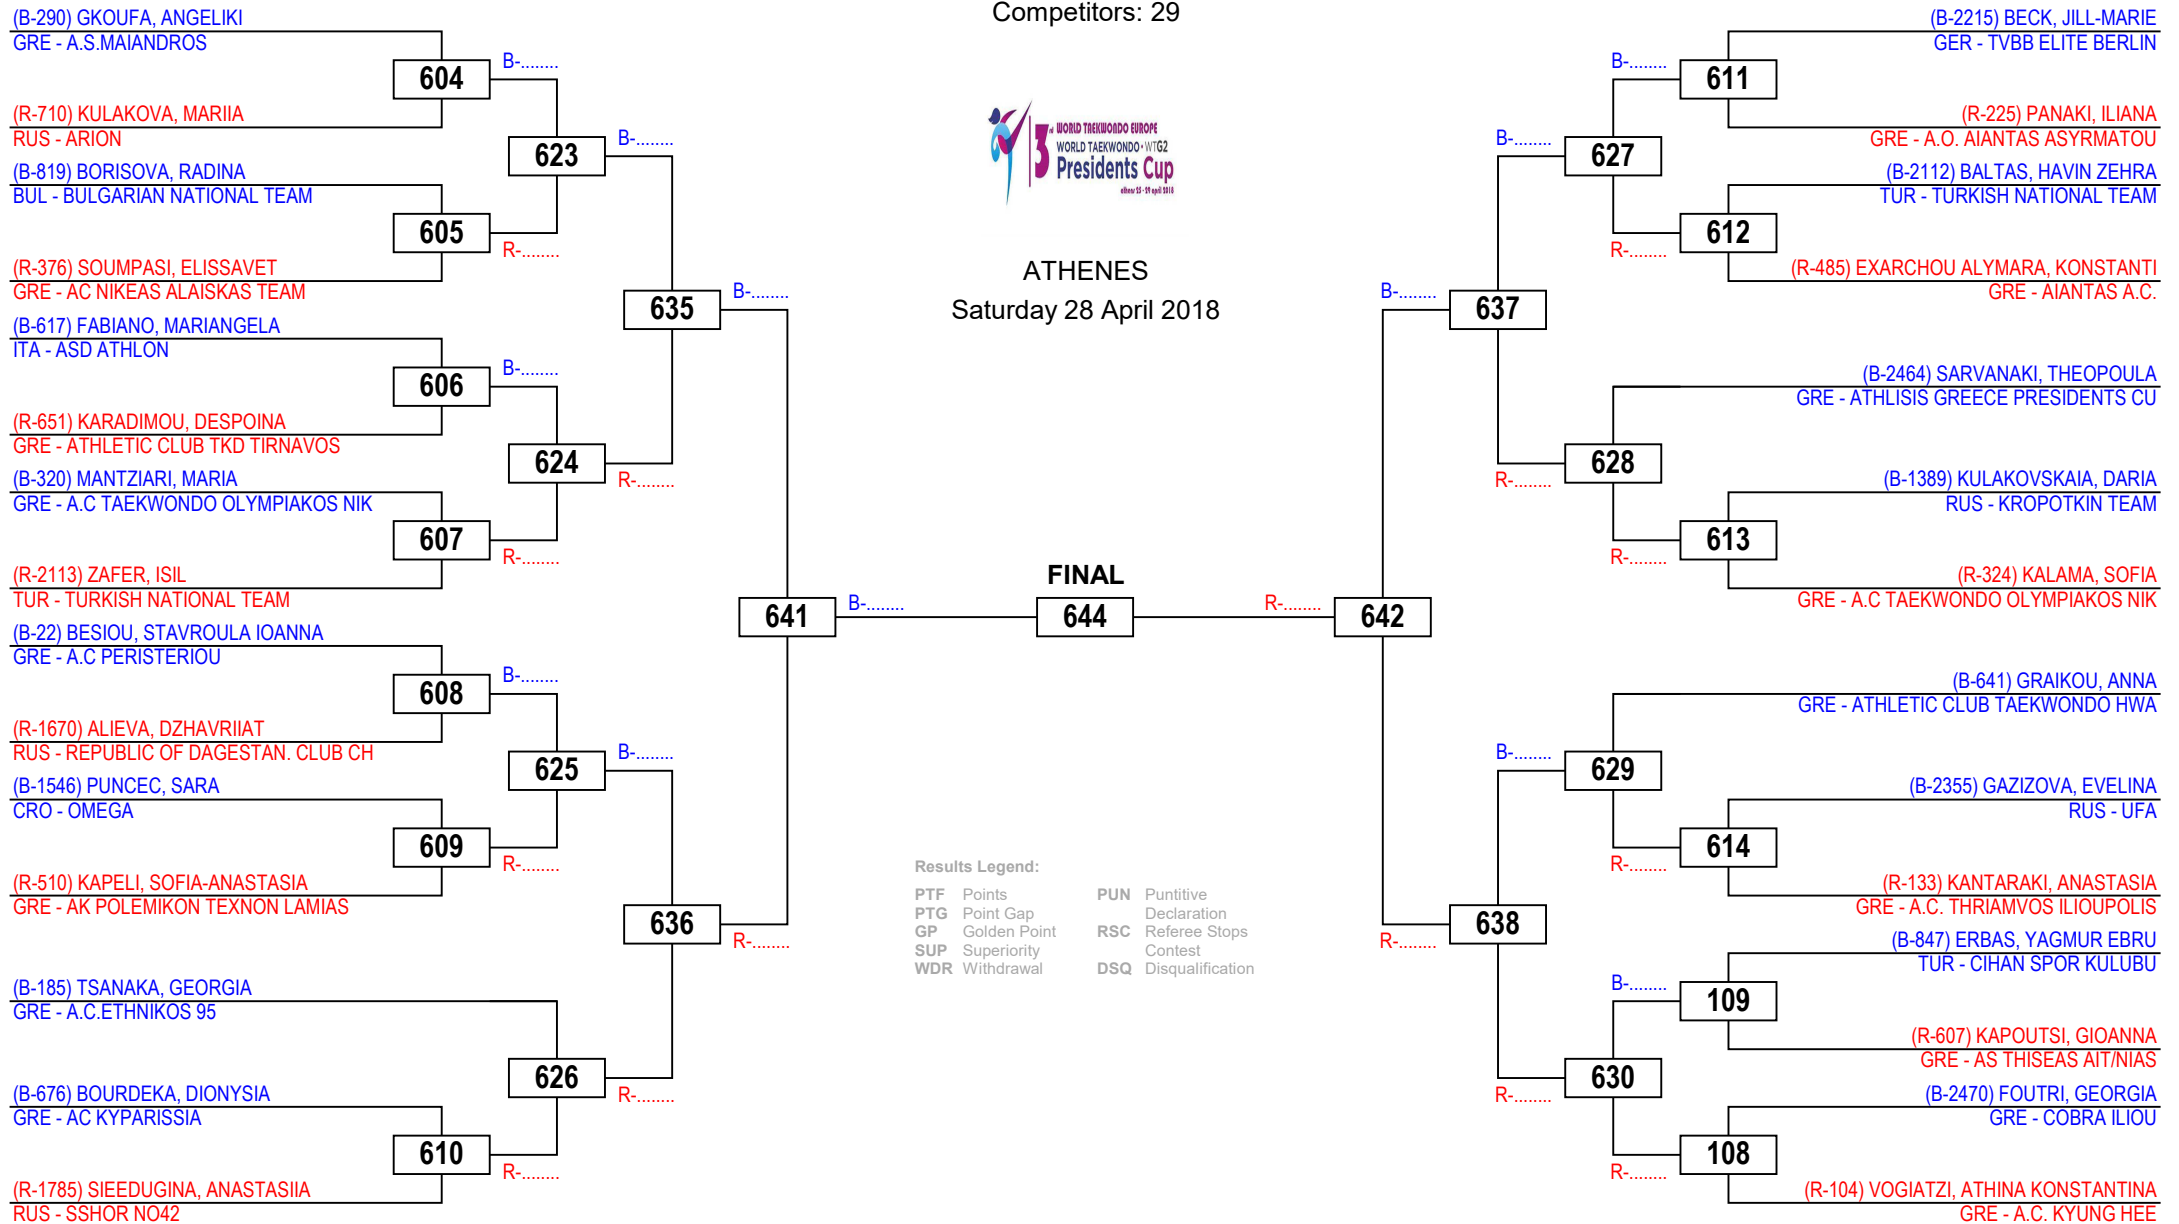 Competitors: 29
3rd WORLD TAEKWONDO EUROPE
WORLD TAEKWONDO • WTG2
Presidents Cup
athens 25 - 29 april 2018
ATHENES
Saturday 28 April 2018
(B-290) GKOUFA, ANGELIKI
GRE - A.S.MAIANDROS
604
B-........
(R-710) KULAKOVA, MARIIA
RUS - ARION
623
B-........
(B-819) BORISOVA, RADINA
BUL - BULGARIAN NATIONAL TEAM
605
R-........
(R-376) SOUMPASI, ELISSAVET
GRE - AC NIKEAS ALAISKAS TEAM
635
B-........
(B-617) FABIANO, MARIANGELA
ITA - ASD ATHLON
606
B-........
(R-651) KARADIMOU, DESPOINA
GRE - ATHLETIC CLUB TKD TIRNAVOS
624
R-........
(B-320) MANTZIARI, MARIA
GRE - A.C TAEKWONDO OLYMPIAKOS NIK
607
R-........
(R-2113) ZAFER, ISIL
TUR - TURKISH NATIONAL TEAM
641
B-........
(B-22) BESIOU, STAVROULA IOANNA
GRE - A.C PERISTERIOU
608
B-........
(R-1670) ALIEVA, DZHAVRIIAT
RUS - REPUBLIC OF DAGESTAN. CLUB CH
625
B-........
(B-1546) PUNCEC, SARA
CRO - OMEGA
609
R-........
(R-510) KAPELI, SOFIA-ANASTASIA
GRE - AK POLEMIKON TEXNON LAMIAS
636
R-........
(B-185) TSANAKA, GEORGIA
GRE - A.C.ETHNIKOS 95
626
R-........
(B-676) BOURDEKA, DIONYSIA
GRE - AC KYPARISSIA
610
R-........
(R-1785) SIEEDUGINA, ANASTASIIA
RUS - SSHOR NO42
FINAL
644
Results Legend:
PTF Points
PTG Point Gap
GP Golden Point
SUP Superiority
WDR Withdrawal
PUN Puntitive
Declaration
RSC Referee Stops
Contest
DSQ Disqualification
(B-2215) BECK, JILL-MARIE
GER - TVBB ELITE BERLIN
B-........
611
(R-225) PANAKI, ILIANA
GRE - A.O. AIANTAS ASYRMATOU
B-........
627
(B-2112) BALTAS, HAVIN ZEHRA
TUR - TURKISH NATIONAL TEAM
612
R-........
(R-485) EXARCHOU ALYMARA, KONSTANTI
GRE - AIANTAS A.C.
B-........
637
(B-2464) SARVANAKI, THEOPOULA
GRE - ATHLISIS GREECE PRESIDENTS CU
628
R-........
(B-1389) KULAKOVSKAIA, DARIA
RUS - KROPOTKIN TEAM
613
R-........
(R-324) KALAMA, SOFIA
GRE - A.C TAEKWONDO OLYMPIAKOS NIK
R-........
642
(B-641) GRAIKOU, ANNA
GRE - ATHLETIC CLUB TAEKWONDO HWA
B-........
629
(B-2355) GAZIZOVA, EVELINA
RUS - UFA
614
R-........
(R-133) KANTARAKI, ANASTASIA
GRE - A.C. THRIAMVOS ILIOUPOLIS
638
R-........
(B-847) ERBAS, YAGMUR EBRU
TUR - CIHAN SPOR KULUBU
B-........
109
(R-607) KAPOUTSI, GIOANNA
GRE - AS THISEAS AIT/NIAS
630
R-........
(B-2470) FOUTRI, GEORGIA
GRE - COBRA ILIOU
108
R-........
(R-104) VOGIATZI, ATHINA KONSTANTINA
GRE - A.C. KYUNG HEE